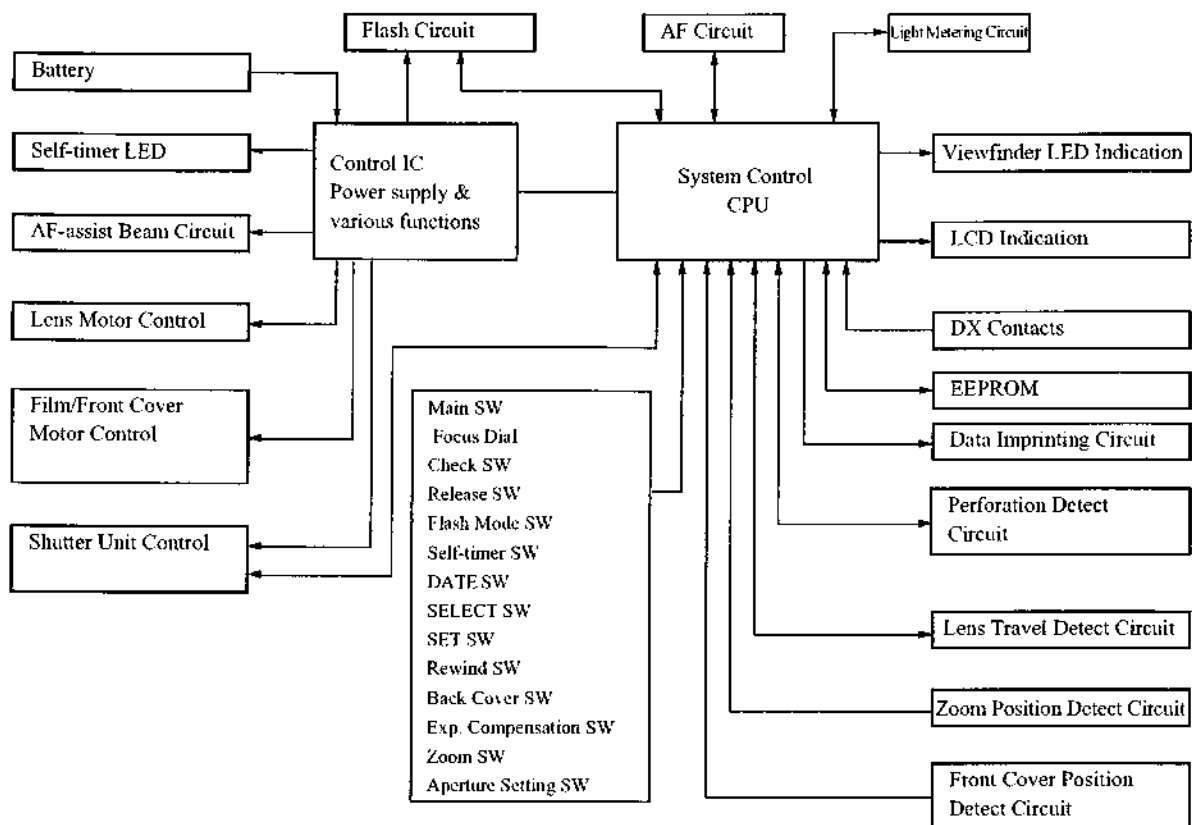 Flash Circuit
AF Circuit
Light Metering Circuit
Battery
Self-timer LED
AF-assist Beam Circuit
Lens Motor Control
Film/Front Cover
Motor Control
Shutter Unit Control
Control IC
Power supply &
various functions
System Control
CPU
Main SW
Focus Dial
Check SW
Release SW
Flash Mode SW
Self-timer SW
DATE SW
SELECT SW
SET SW
Rewind SW
Back Cover SW
Exp. Compensation SW
Zoom SW
Aperture Setting SW
Viewfinder LED Indication
LCD Indication
DX Contacts
EEPROM
Data Imprinting Circuit
Perforation Detect
Circuit
Lens Travel Detect Circuit
Zoom Position Detect Circuit
Front Cover Position
Detect Circuit